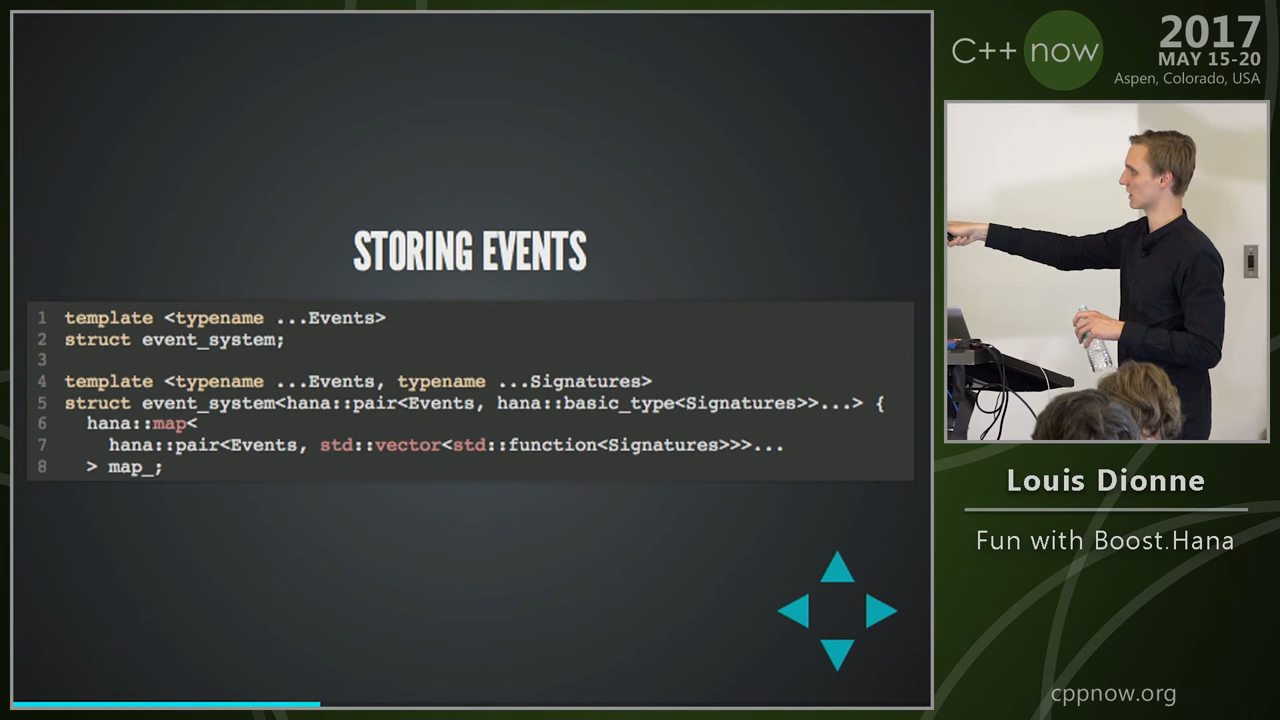 STORING EVENTS
1 template <typename ...Events>
2 struct event_system;
3
4 template <typename ...Events, typename ...Signatures>
5 struct event_system<hana::pair<Events, hana::basic_type<Signatures>>...> {
6   hana::map<
7     hana::pair<Events, std::vector<std::function<Signatures>>>...
8   > map_;
C++ now
2017
MAY 15-20
Aspen, Colorado, USA
Louis Dionne
Fun with Boost.Hana
cppnow.org